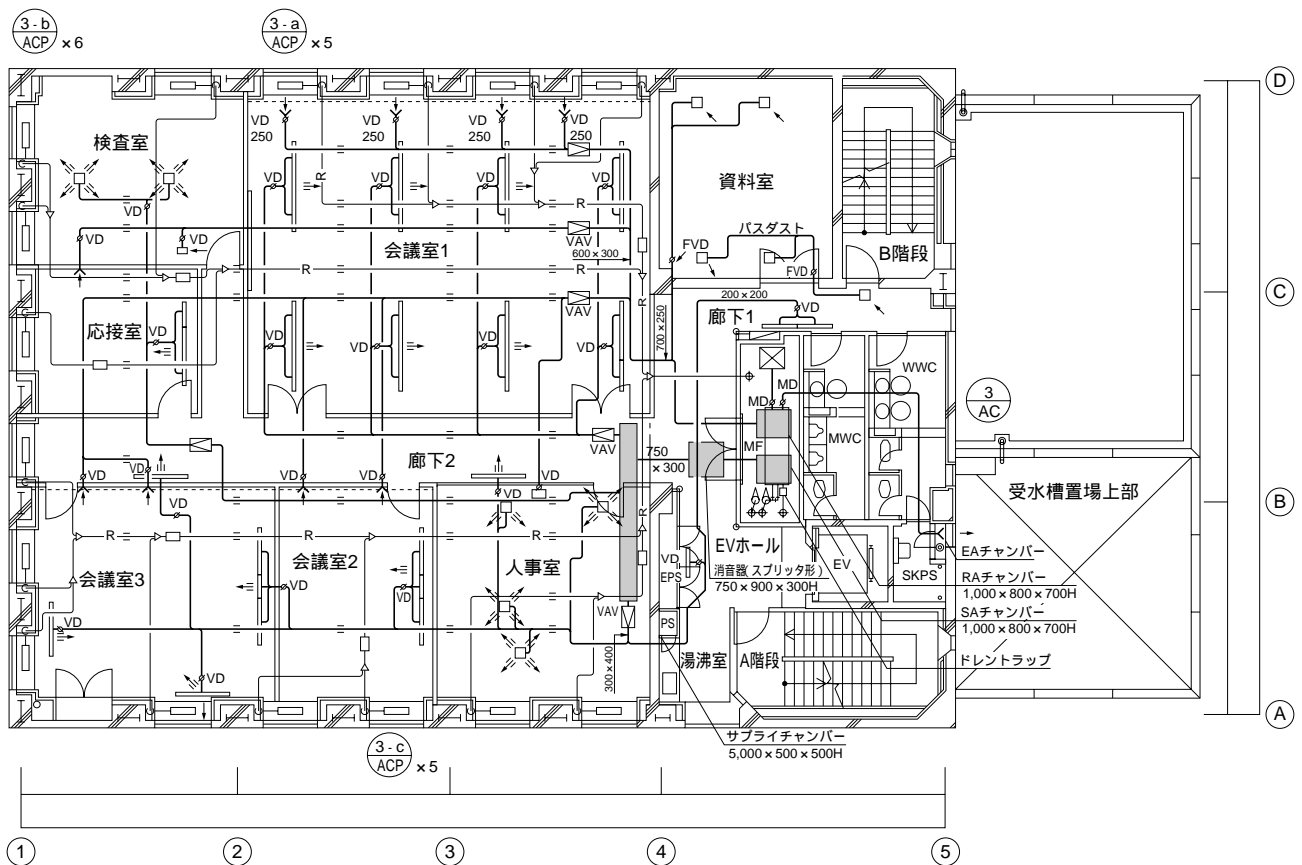 3-b
ACP ×6
3-a
ACP ×5
D
検査室
VD
250
VD
250
VD
250
VD
250
資料室
R
VD
VD
VD
VD
VD
VD
VD
R
R
会議室1
VAV
600×300
パスダスト
FVD
FVD
B階段
R
R
R
C
応接室
VD
VAV
VD
VD
VD
VD
200×200
廊下1
VD
700×250
WWC
MD
MD
MWC
3
AC
廊下2
VAV
750
×300
MF
VD
VD
VD
VD
VD
VD
VD
受水槽置場上部
B
R
R
R
R
会議室3
会議室2
人事室
EVホール
EV
SKPS
VD
EPS
PS
消音器(スプリッタ形)
750×900×300H
EAチャンバー
RAチャンバー
1,000×800×700H
SAチャンバー
1,000×800×700H
ドレントラップ
VD
VD
VD
VD
VAV
300×400
湯沸室
A階段
A
サプライチャンバー
5,000×500×500H
3-c
ACP ×5
1
2
3
4
5